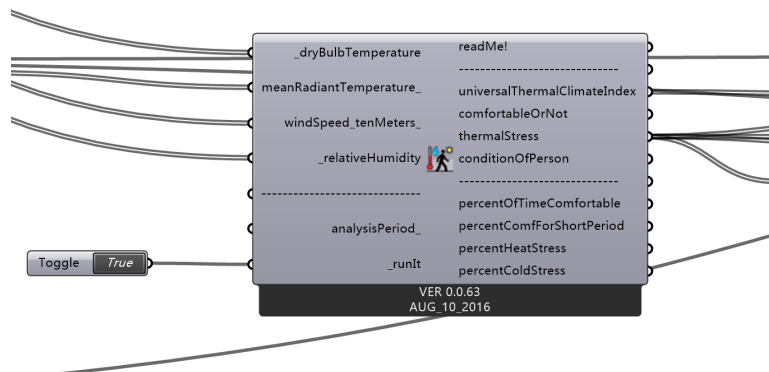 _dryBulbTemperature
meanRadiantTemperature_
windSpeed_tenMeters_
_relativeHumidity
------------------------------
analysisPeriod_
_runIt
readMe!
------------------------------
universalThermalClimateIndex
comfortableOrNot
thermalStress
conditionOfPerson
------------------------------
percentOfTimeComfortable
percentComfForShortPeriod
percentHeatStress
percentColdStress
Toggle True
VER 0.0.63
AUG_10_2016